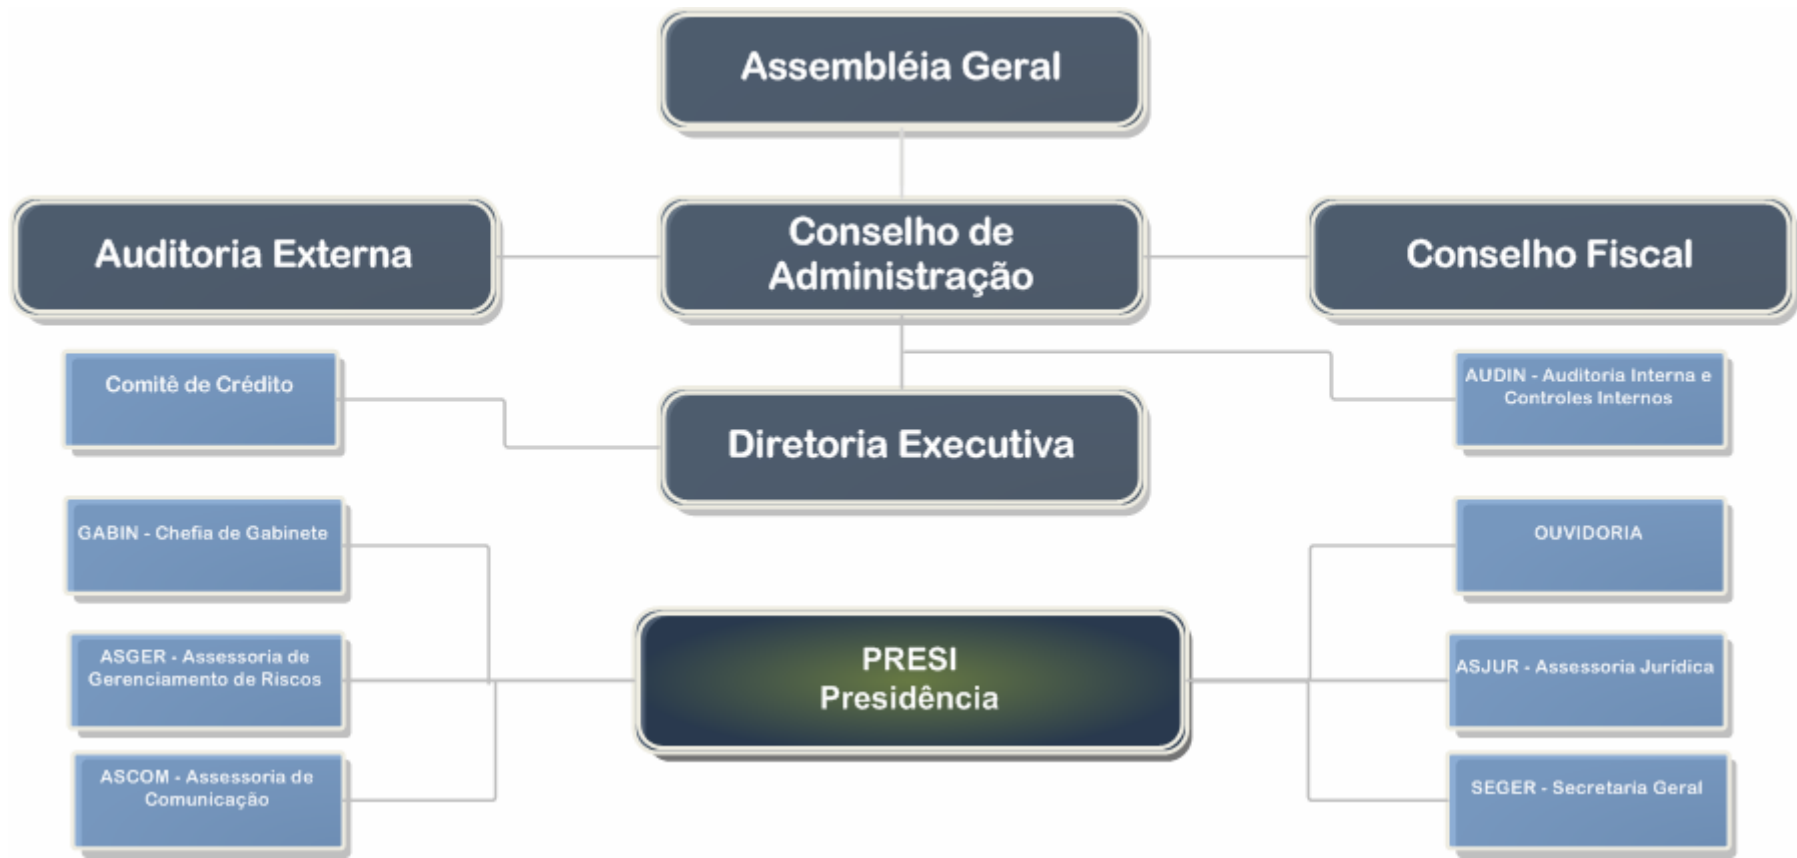 Assembléia Geral
Auditoria Externa
Conselho de
Administração
Conselho Fiscal
Comitê de Crédito
Diretoria Executiva
AUDIN - Auditoria Interna e
Controles Internos
GABIN - Chefia de Gabinete
OUVIDORIA
ASGER - Assessoria de
Gerenciamento de Riscos
PRESI
Presidência
ASJUR - Assessoria Jurídica
ASCOM - Assessoria de
Comunicação
SEGER - Secretaria Geral